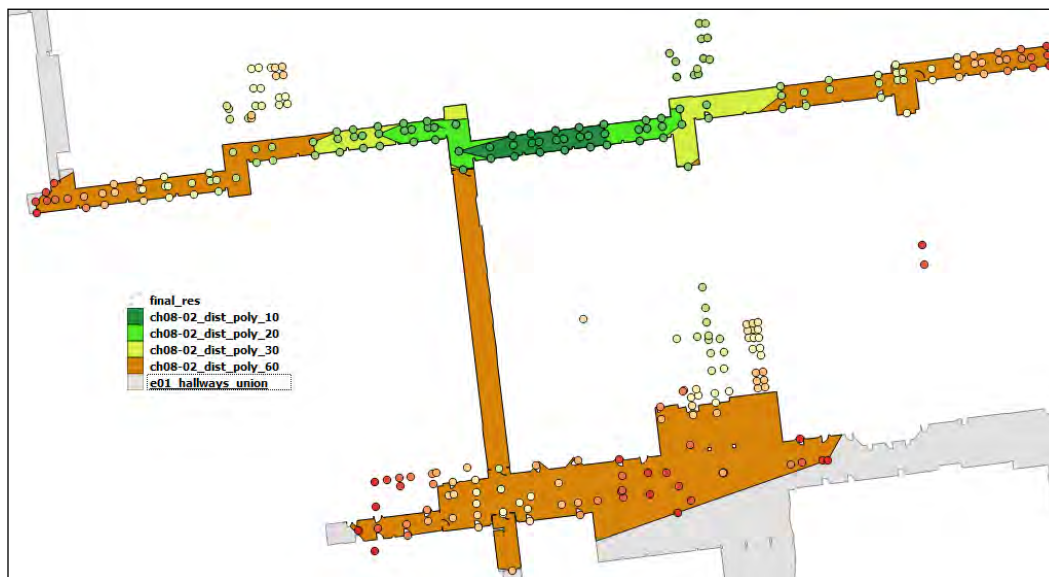 final_res
ch08-02_dist_poly_10
ch08-02_dist_poly_20
ch08-02_dist_poly_30
ch08-02_dist_poly_60
e01_hallways_union